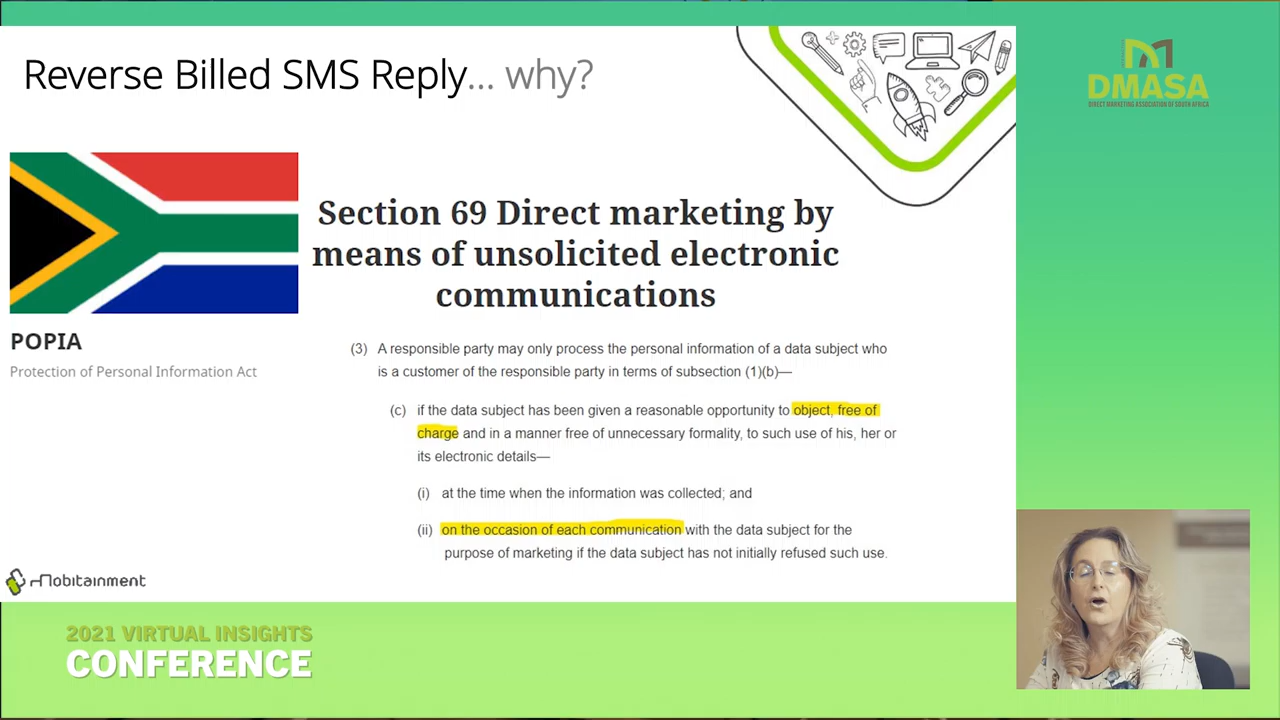 Reverse Billed SMS Reply... why?
DMASA
DIRECT MARKETING ASSOCIATION OF SOUTH AFRICA
Section 69 Direct marketing by
means of unsolicited electronic
communications
POPIA
Protection of Personal Information Act
(3) A responsible party may only process the personal information of a data subject who
is a customer of the responsible party in terms of subsection (1)(b)—
(c) if the data subject has been given a reasonable opportunity to object, free of
charge and in a manner free of unnecessary formality, to such use of his, her or
its electronic details—
(i) at the time when the information was collected; and
(ii) on the occasion of each communication with the data subject for the
purpose of marketing if the data subject has not initially refused such use.
Mobitainment
2021 VIRTUAL INSIGHTS
CONFERENCE